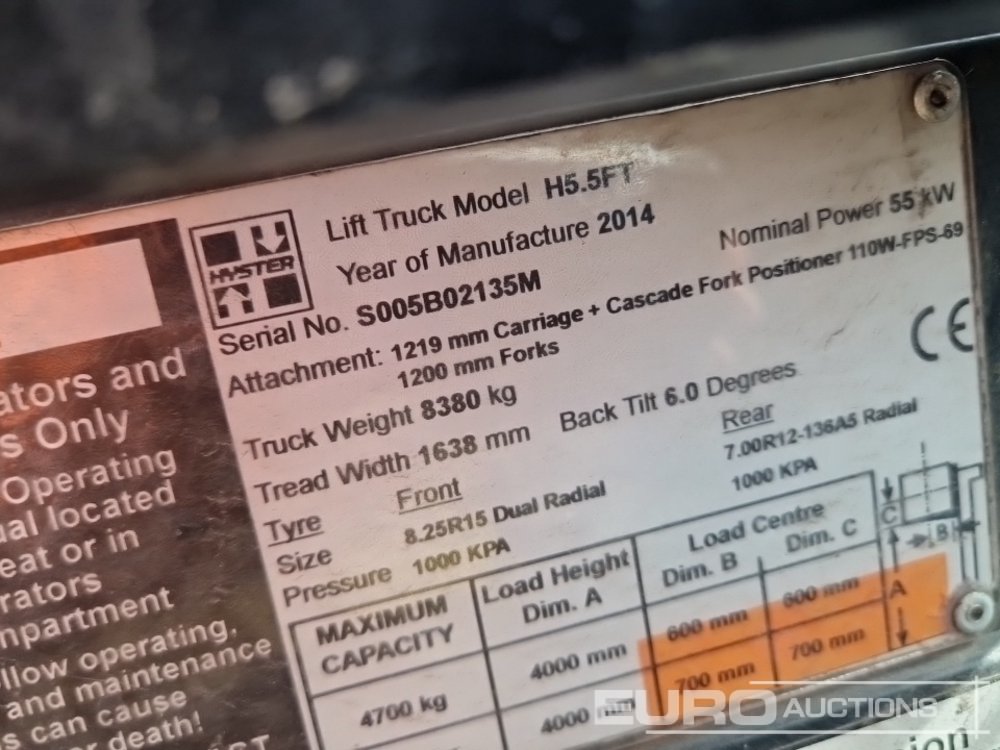 HYSTER
Lift Truck Model H5.5FT
Year of Manufacture 2014
Nominal Power 55 kW
Serial No. S005B02135M
Attachment: 1219 mm Carriage + Cascade Fork Positioner 110W-FPS-69
1200 mm Forks
CE
Truck Weight 8380 kg
Back Tilt 6.0 Degrees
Tread Width 1638 mm
Front Rear
Tyre
Size 8.25R15 Dual Radial 7.00R12-136A5 Radial
Pressure 1000 KPA 1000 KPA
MAXIMUM CAPACITY
Load Height
Dim. A
Load Centre
Dim. B Dim. C
4700 kg 4000 mm 600 mm 600 mm
4000 mm 700 mm 700 mm
C
B
A
ators and
s Only
Operating
ual located
eat or in
rators
mpartment
llow operating,
and maintenance
s can cause
r death!
EURO AUCTIONS
ion